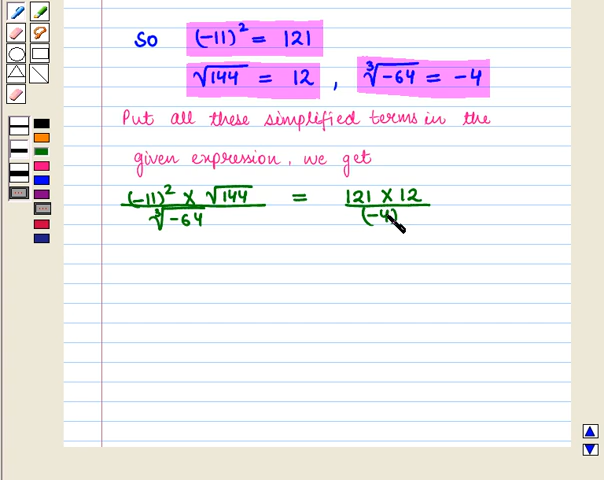 So (-11)² = 121
√144 = 12 , ∛-64 = -4
Put all these simplified terms in the
given expression, we get
(-11)² × √144 = 121 × 12
∛-64 (-4)